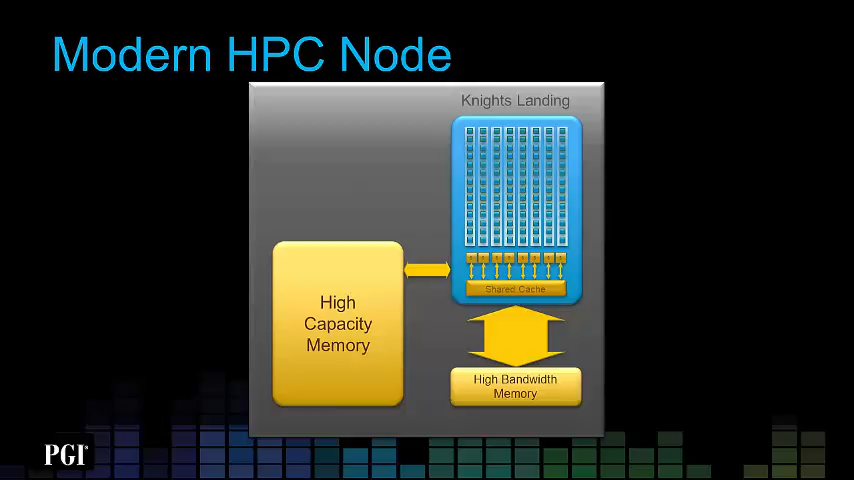 Modern HPC Node
Knights Landing
Shared Cache
High
Capacity
Memory
High Bandwidth
Memory
PGI®